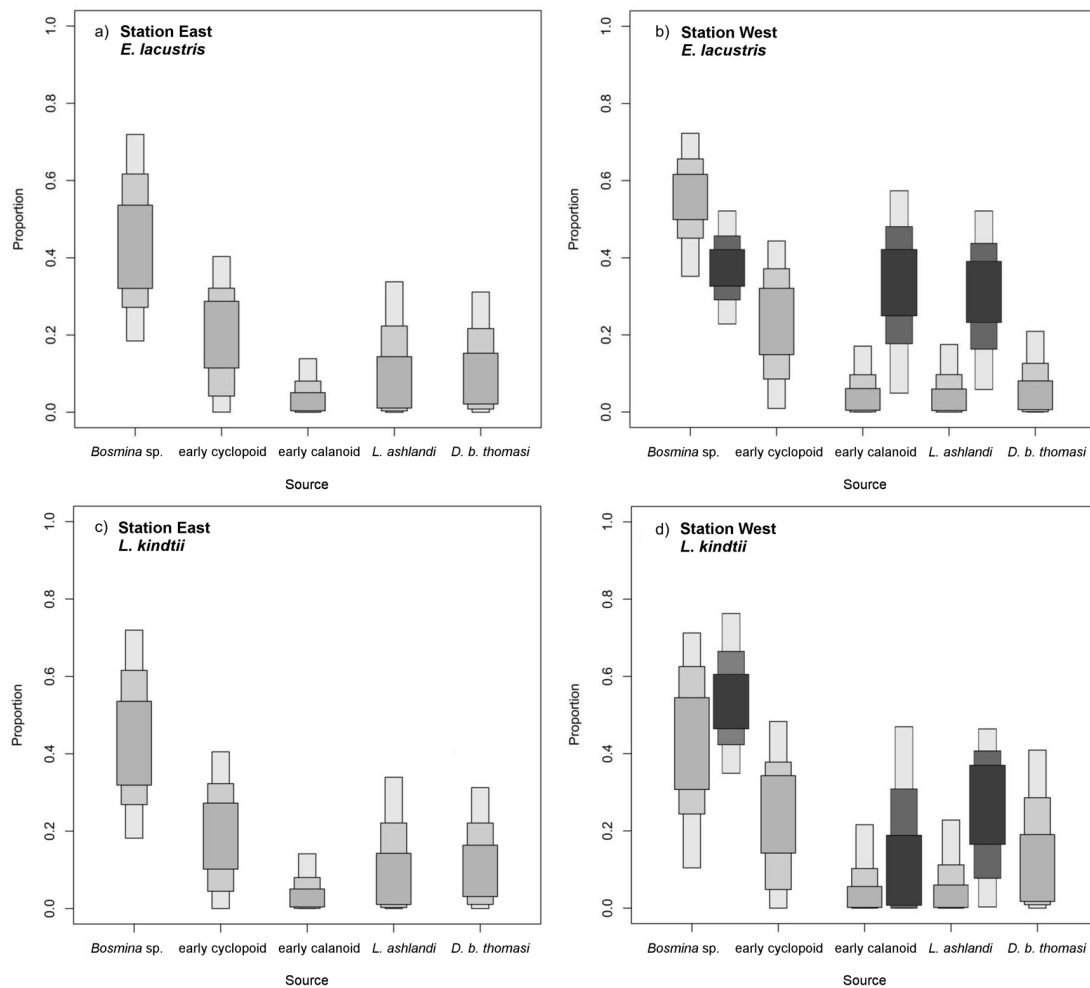 a) Station East
E. lacustris
1.0
0.8
0.6
0.4
0.2
0.0
Proportion
Bosmina sp. early cyclopoid early calanoid L. ashlandi D. b. thomasi
Source
b) Station West
E. lacustris
1.0
0.8
0.6
0.4
0.2
0.0
Proportion
Bosmina sp. early cyclopoid early calanoid L. ashlandi D. b. thomasi
Source
c) Station East
L. kindtii
1.0
0.8
0.6
0.4
0.2
0.0
Proportion
Bosmina sp. early cyclopoid early calanoid L. ashlandi D. b. thomasi
Source
d) Station West
L. kindtii
1.0
0.8
0.6
0.4
0.2
0.0
Proportion
Bosmina sp. early cyclopoid early calanoid L. ashlandi D. b. thomasi
Source